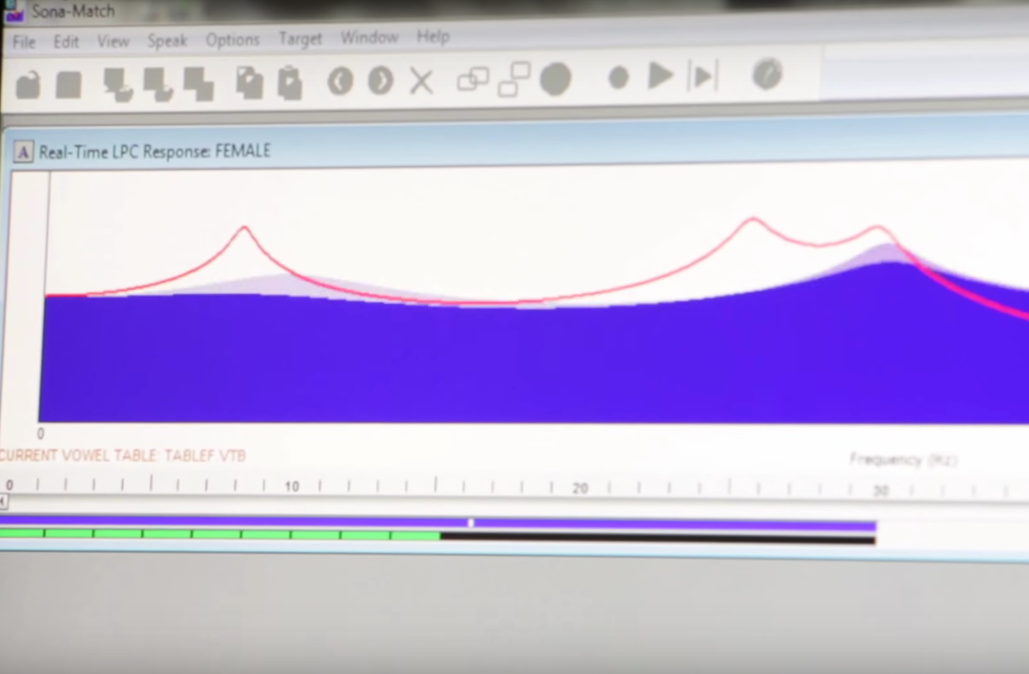 Sona-Match
File Edit View Speak Options Target Window Help
A Real-Time LPC Response: FEMALE
0
CURRENT VOWEL TABLE: TABLEF.VTB
Frequency (Hz)
0 10 20 30